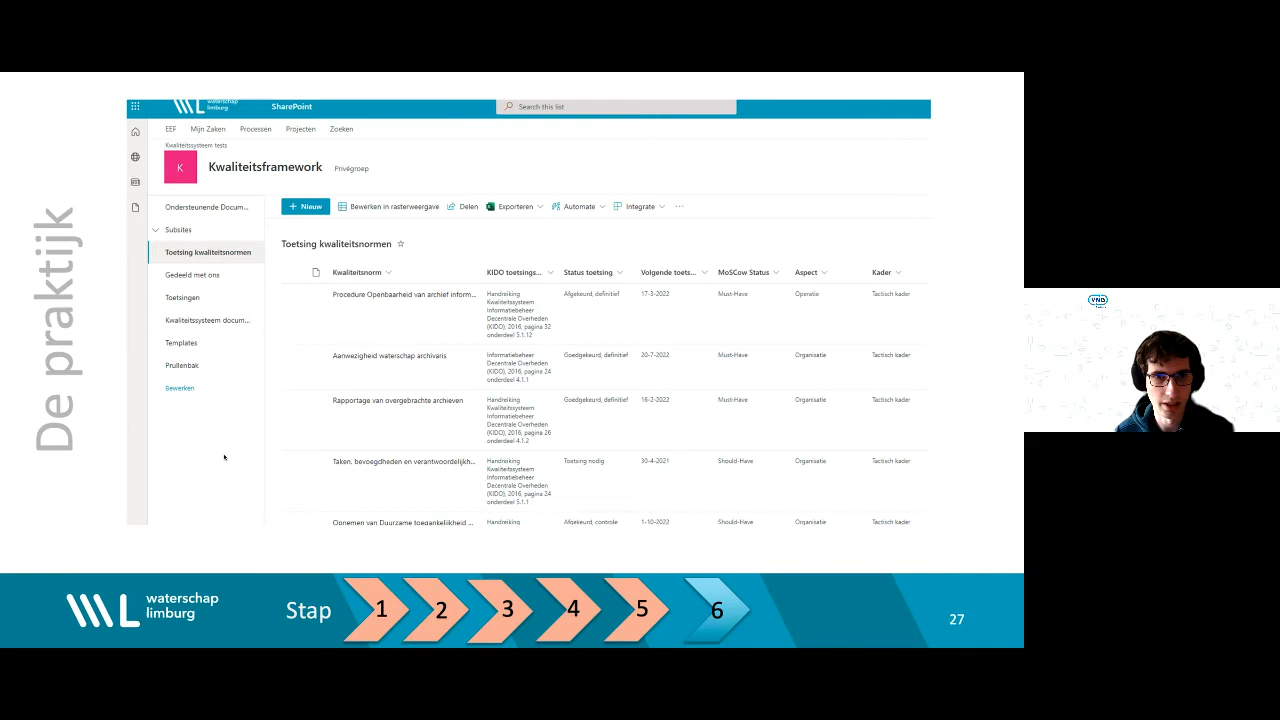 De praktijk
waterschap
limburg
SharePoint
Search this list
EEF Mijn Zaken Processen Projecten Zoeken
Kwaliteitssysteem tests
K
Kwaliteitsframework Privégroep
Ondersteunende Docum...
Subsites
Toetsing kwaliteitsnormen
Gedeeld met ons
Toetsingen
Kwaliteitssysteem docum...
Templates
Prullenbak
Bewerken
+ Nieuw Bewerken in rasterweergave Delen Exporteren Automate Integrate ...
Toetsing kwaliteitsnormen
Kwaliteitsnorm KIDO toetsings... Status toetsing Volgende toets... MoSCow Status Aspect Kader
Procedure Openbaarheid van archief inform... Handreiking Afgekeurd, definitief 17-3-2022 Must-Have Operatie Tactisch kader
Kwaliteitssysteem
Informatiebeheer
Decentrale Overheden
(KIDO), 2016, pagina 32
onderdeel 5.1.12
Aanwezigheid waterschap archivaris Informatiebeheer Goedgekeurd, definitief 20-7-2022 Must-Have Organisatie Tactisch kader
Decentrale Overheden
(KIDO), 2016, pagina 24
onderdeel 4.1.1
Rapportage van overgebrachte archieven Handreiking Goedgekeurd, definitief 16-2-2022 Must-Have Organisatie Tactisch kader
Kwaliteitssysteem
Informatiebeheer
Decentrale Overheden
(KIDO), 2016, pagina 26
onderdeel 4.1.2
Taken, bevoegdheden en verantwoordelijkh... Handreiking Toetsing nodig 30-4-2021 Should-Have Organisatie Tactisch kader
Kwaliteitssysteem
Informatiebeheer
Decentrale Overheden
(KIDO), 2016, pagina 24
onderdeel 5.1.1
Opnemen van Duurzame toegankelijkheid ... Handreiking Afgekeurd, controle 1-10-2022 Should-Have Organisatie Tactisch kader
waterschap
limburg
Stap 1 2 3 4 5 6
27
VNG